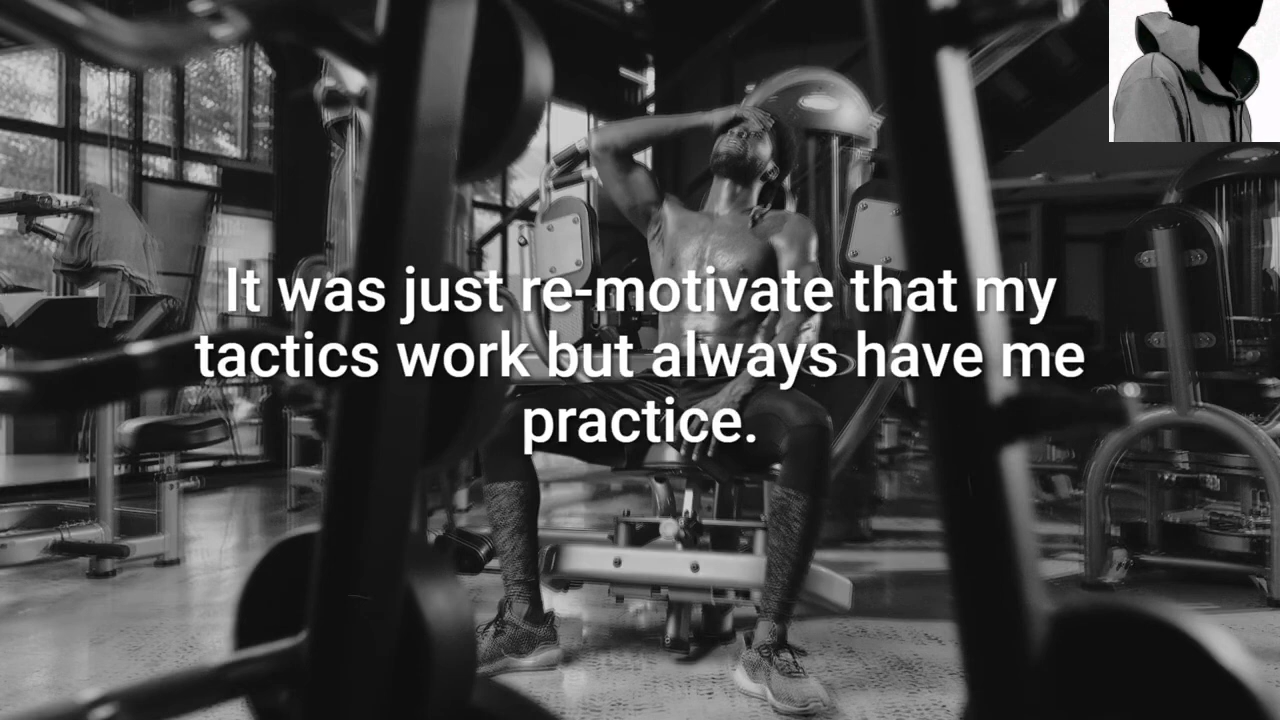 It was just re-motivate that my
tactics work but always have me
practice.